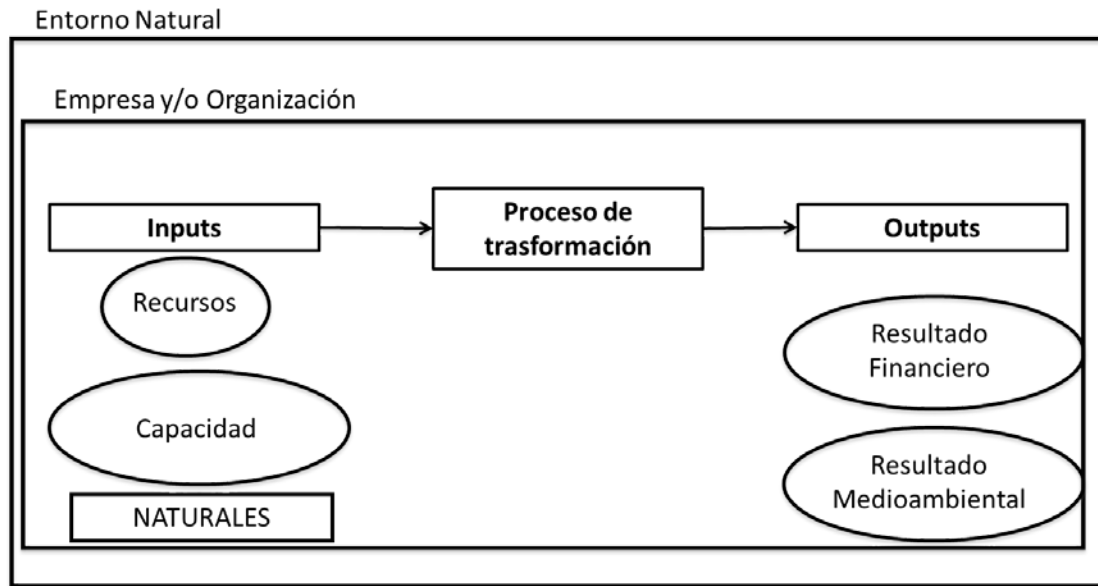 Entorno Natural
Empresa y/o Organización
Inputs
Proceso de
trasformación
Outputs
Recursos
Capacidad
NATURALES
Resultado
Financiero
Resultado
Medioambiental